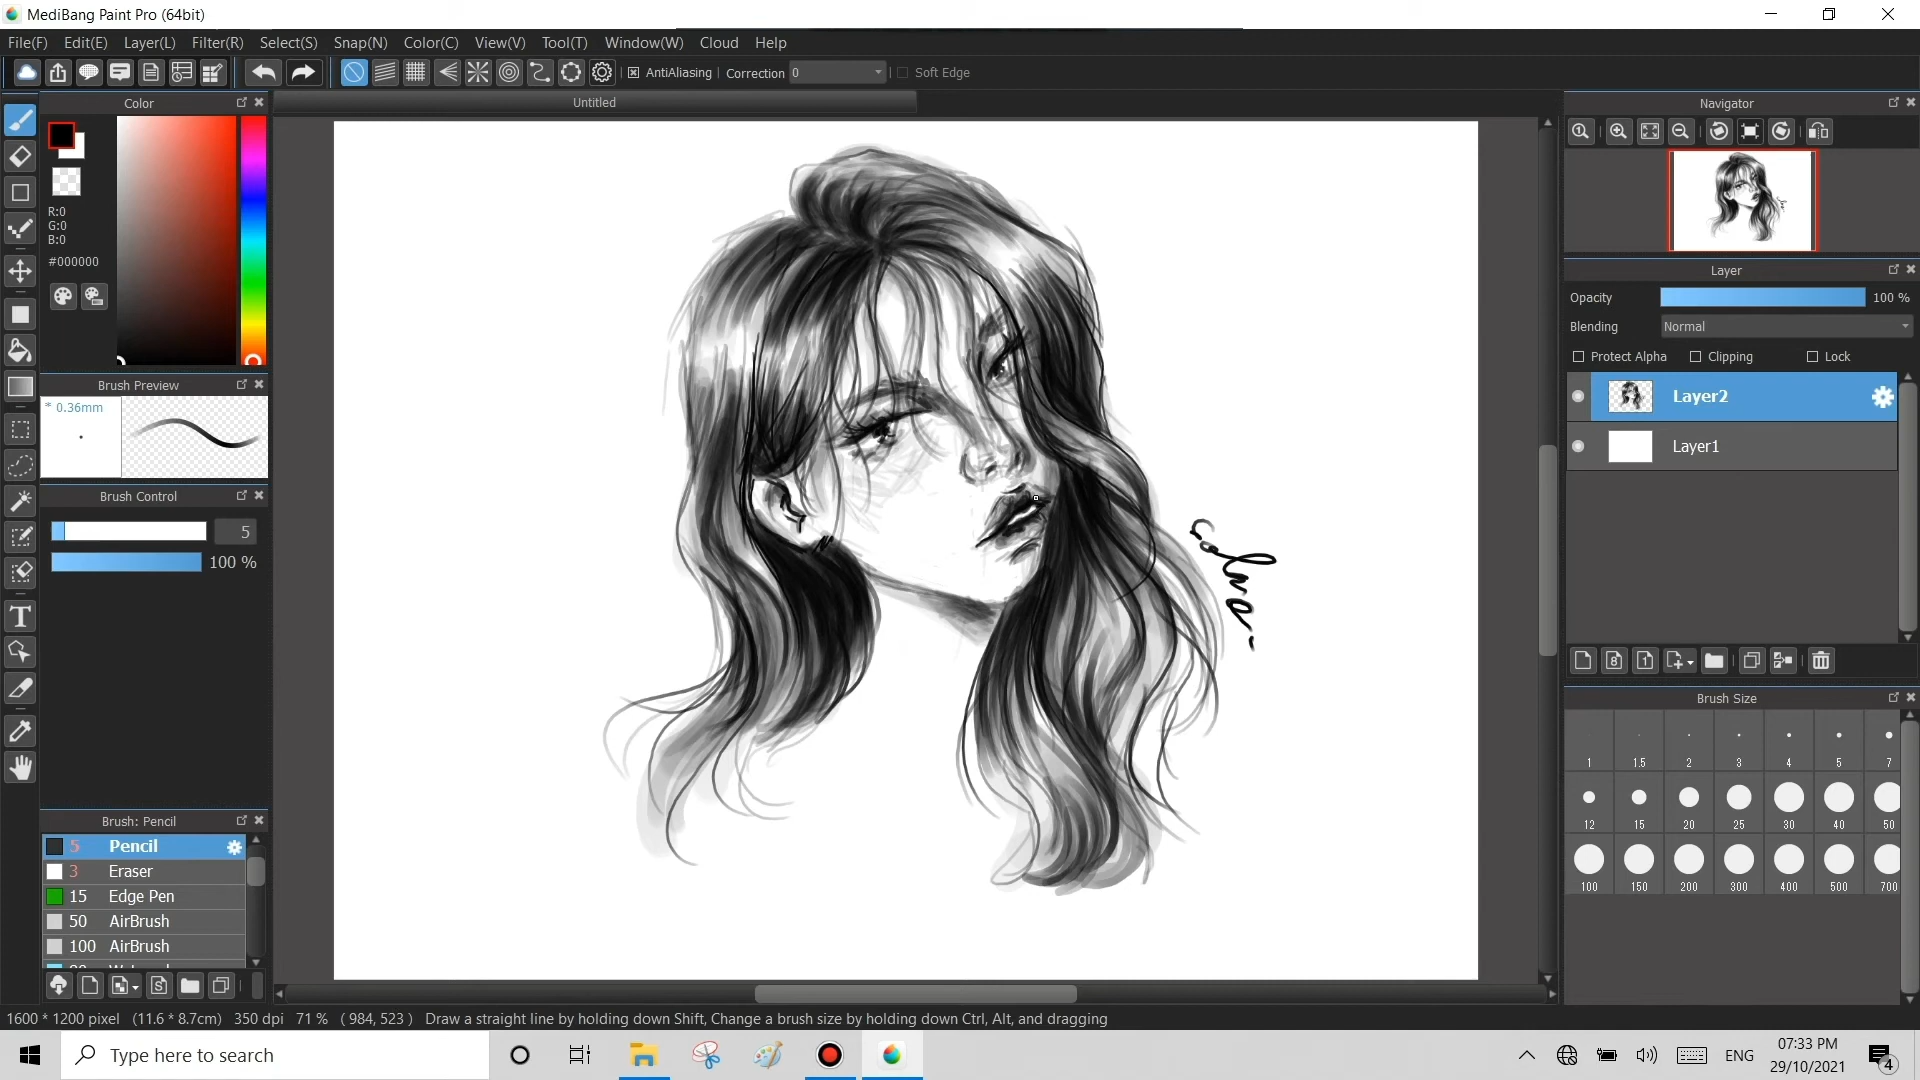 MediBang Paint Pro (64bit)
File(F) Edit(E) Layer(L) Filter(R) Select(S) Snap(N) Color(C) View(V) Tool(T) Window(W) Cloud Help
AntiAliasing Correction 0 Soft Edge
Color
R:0
G:0
B:0
#000000
Brush Preview
* 0.36mm
Brush Control
5
100 %
Brush: Pencil
5 Pencil
3 Eraser
15 Edge Pen
50 AirBrush
100 AirBrush
Untitled
Navigator
Layer
Opacity 100 %
Blending Normal
Protect Alpha Clipping Lock
Layer2
Layer1
Brush Size
1 1.5 2 3 4 5 7
12 15 20 25 30 40 50
100 150 200 300 400 500 700
1600 * 1200 pixel (11.6 * 8.7cm) 350 dpi 71 % ( 984, 523 ) Draw a straight line by holding down Shift, Change a brush size by holding down Ctrl, Alt, and dragging
Type here to search
ENG
07:33 PM
29/10/2021
4